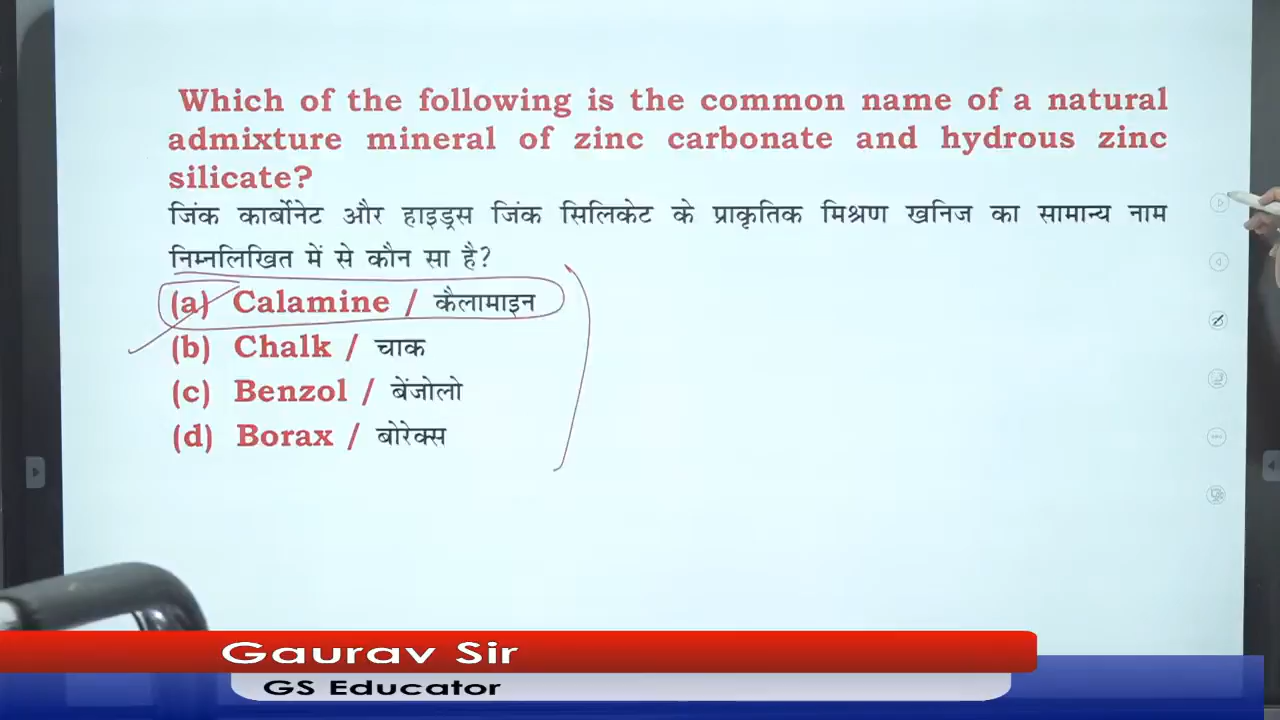 Which of the following is the common name of a natural
admixture mineral of zinc carbonate and hydrous zinc
silicate?
जिंक कार्बोनेट और हाइड्रस जिंक सिलिकेट के प्राकृतिक मिश्रण खनिज का सामान्य नाम
निम्नलिखित में से कौन सा है?
(a) Calamine / कैलामाइन
(b) Chalk / चाक
(c) Benzol / बेंजोलो
(d) Borax / बोरेक्स
Gaurav Sir
GS Educator